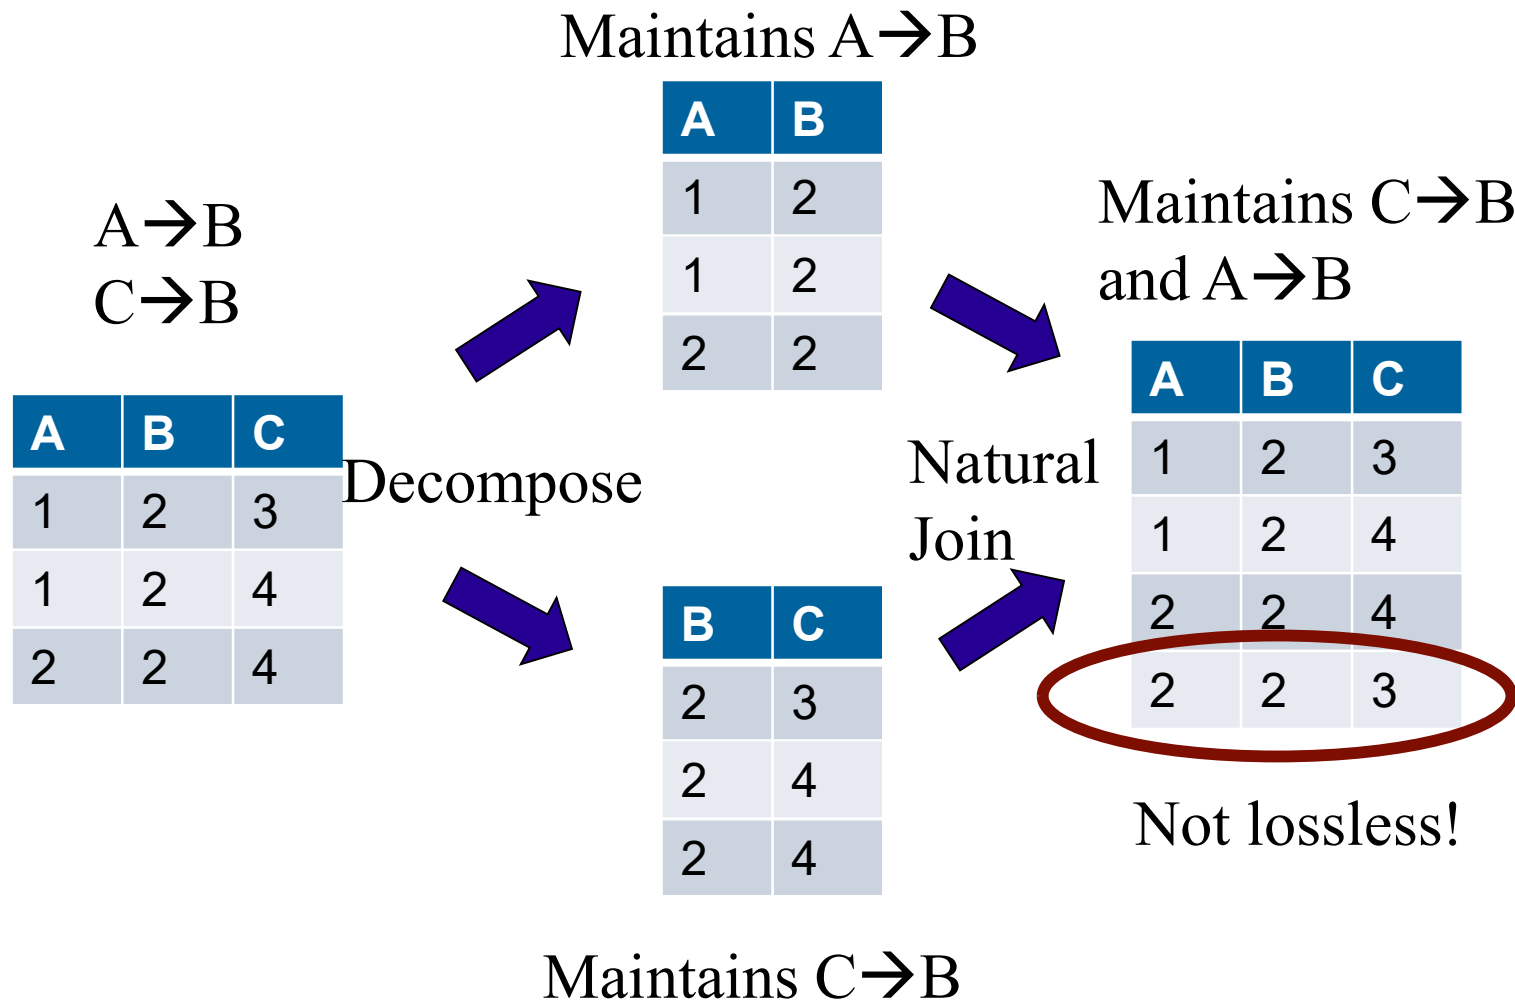 Maintains A→B
A B
1 2
1 2
2 2
A→B
C→B
A B C
1 2 3
1 2 4
2 2 4
Decompose
B C
2 3
2 4
2 4
Maintains C→B
Natural
Join
Maintains C→B
and A→B
A B C
1 2 3
1 2 4
2 2 4
2 2 3
Not lossless!